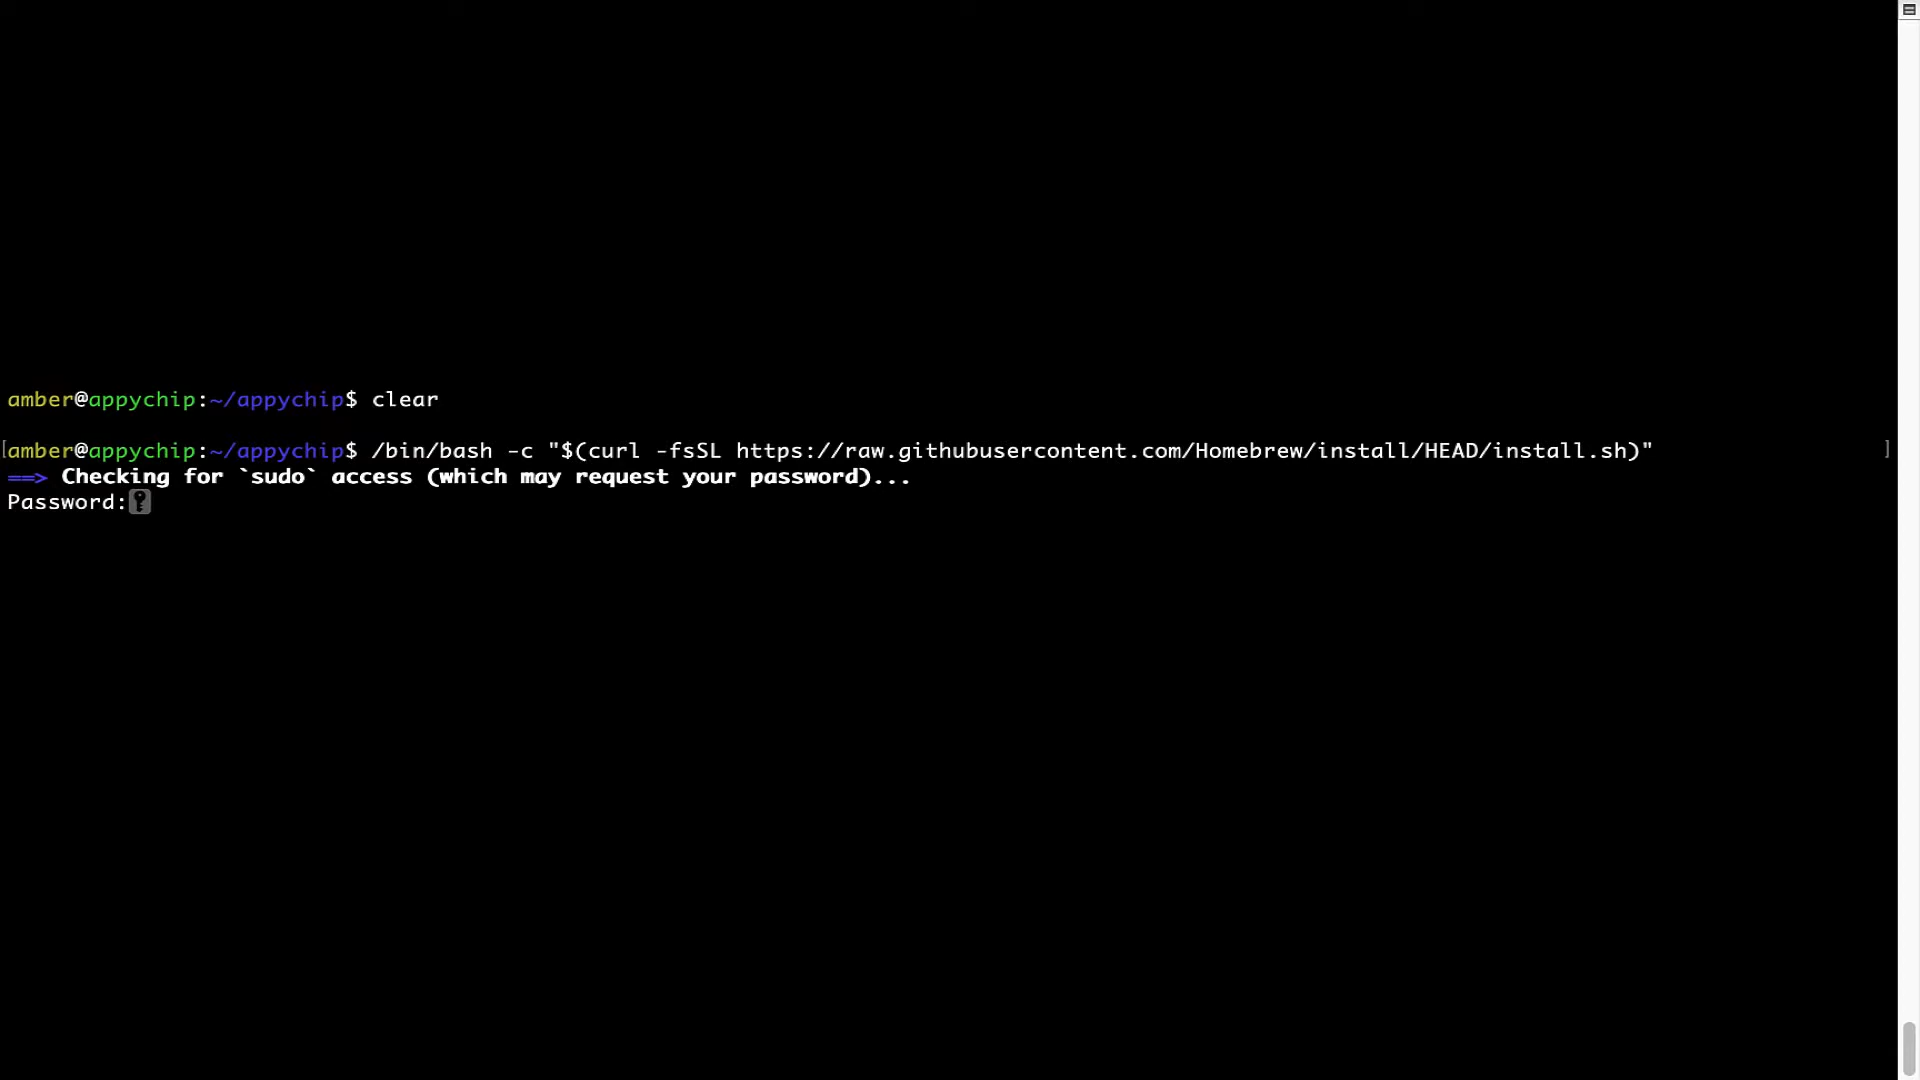 amber@appychip:~/appychip$ clear
[amber@appychip:~/appychip$ /bin/bash -c "$(curl -fsSL https://raw.githubusercontent.com/Homebrew/install/HEAD/install.sh)" ]
==> Checking for `sudo` access (which may request your password)...
Password: